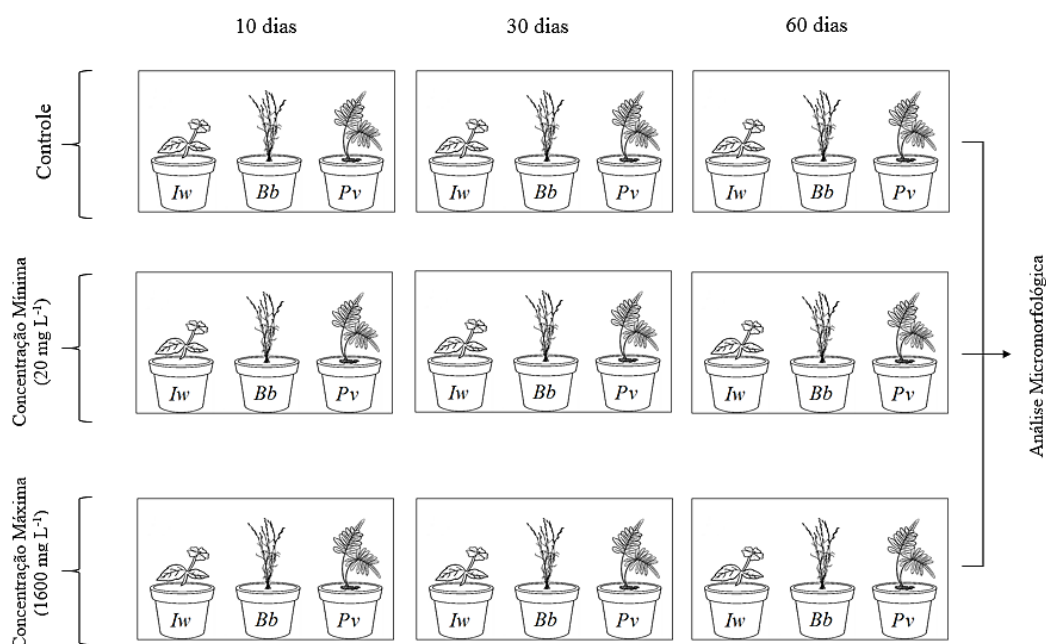 10 dias 30 dias 60 dias
Controle
Iw Bb Pv Iw Bb Pv Iw Bb Pv
Concentração Mínima
(20 mg L⁻¹)
Iw Bb Pv Iw Bb Pv Iw Bb Pv
Análise Micromorfológica
Concentração Máxima
(1600 mg L⁻¹)
Iw Bb Pv Iw Bb Pv Iw Bb Pv